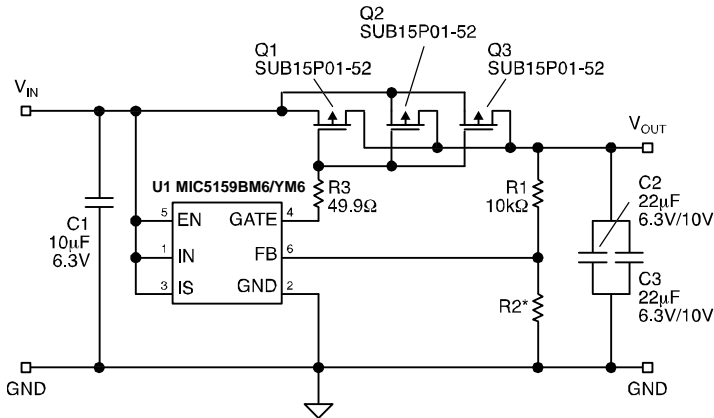 Q2
SUB15P01-52
Q1
SUB15P01-52
Q3
SUB15P01-52
VIN
VOUT
U1 MIC5159BM6/YM6
R3
49.9Ω
R1
10kΩ
C2
22µF
6.3V/10V
C1
10µF
6.3V
5 EN GATE 4
1 IN FB 6
3 IS GND 2
R2*
C3
22µF
6.3V/10V
GND
GND